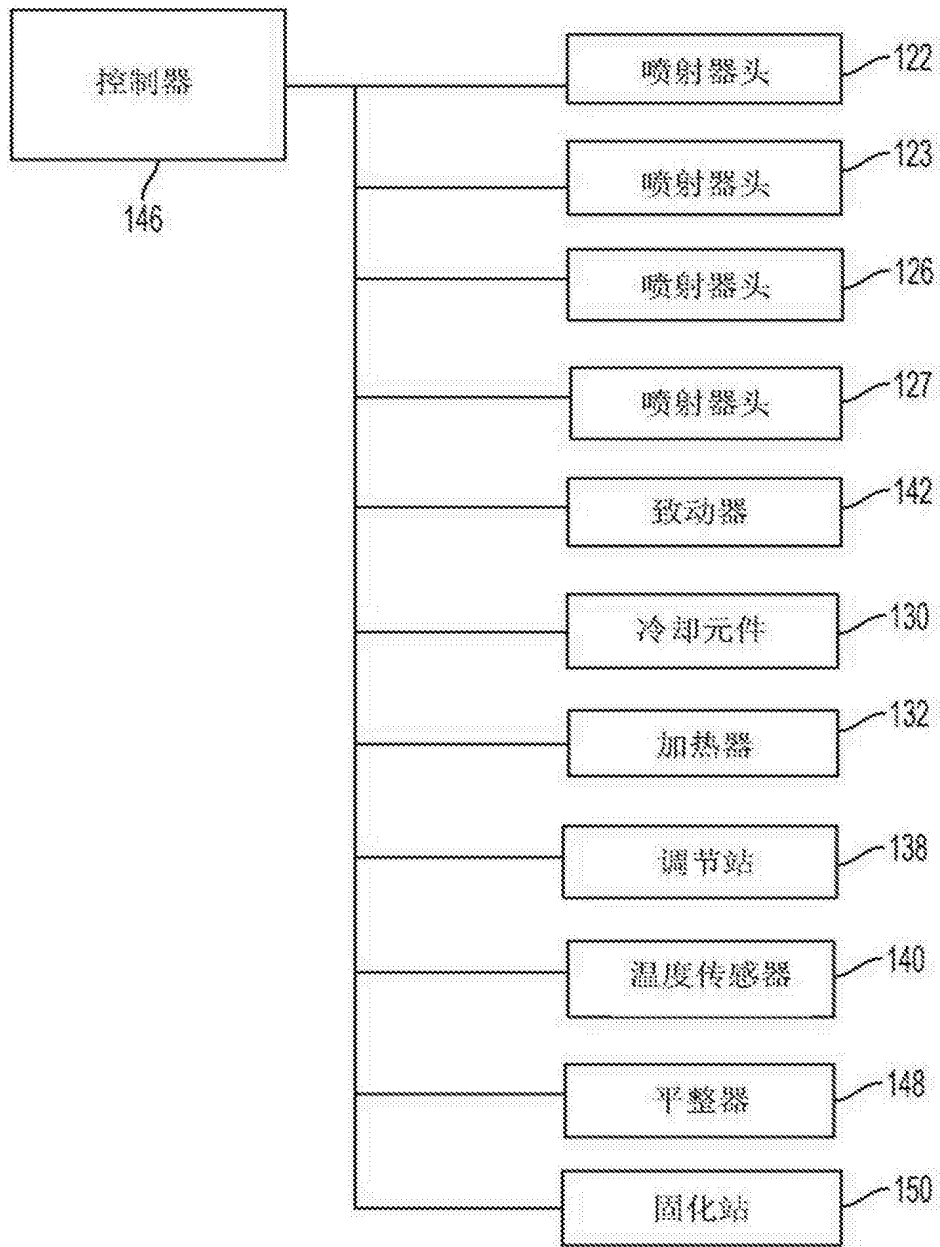 控制器
146
喷射器头
122
喷射器头
123
喷射器头
126
喷射器头
127
致动器
142
冷却元件
130
加热器
132
调节站
138
温度传感器
140
平整器
148
固化站
150